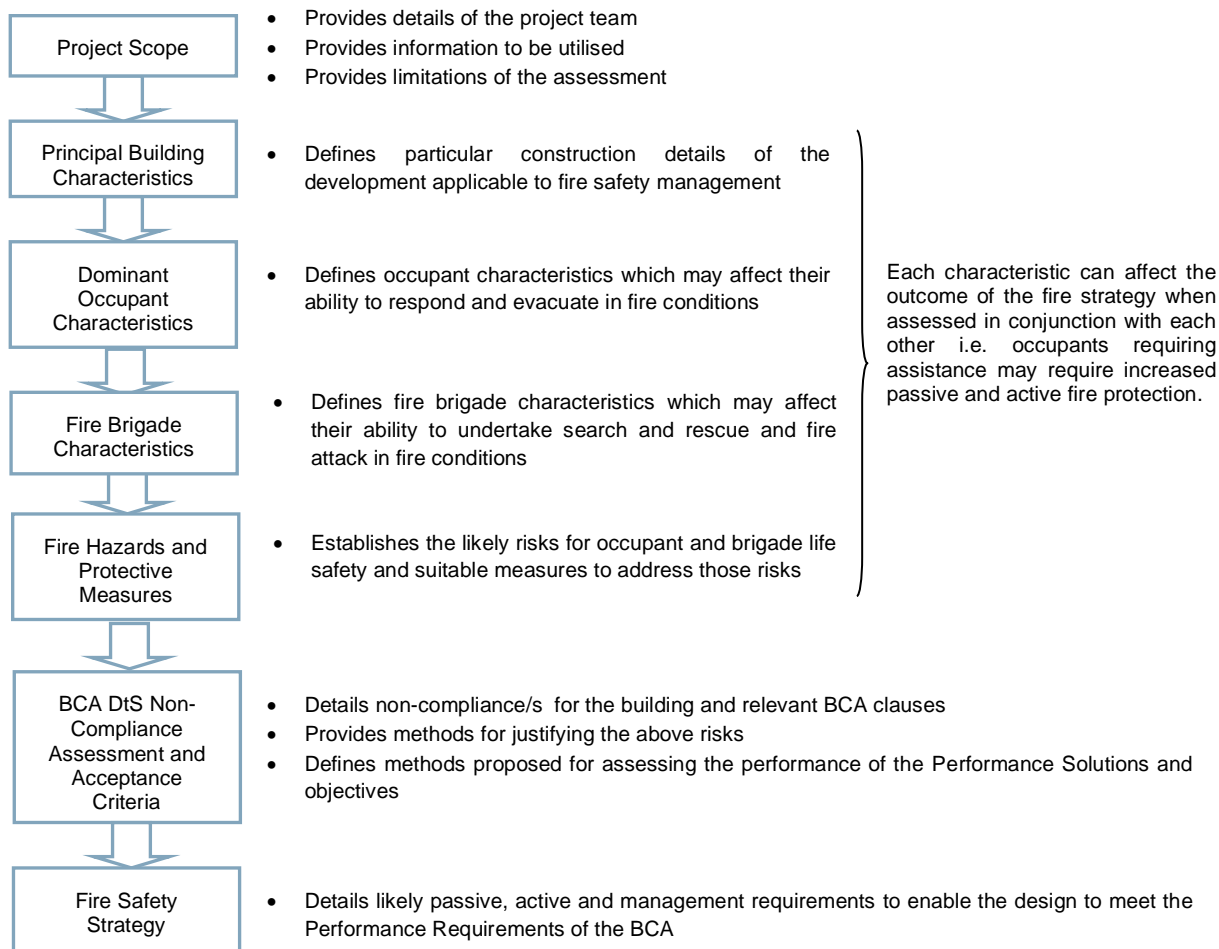 Project Scope
• Provides details of the project team
• Provides information to be utilised
• Provides limitations of the assessment
Principal Building
Characteristics
• Defines particular construction details of the
development applicable to fire safety management
Dominant
Occupant
Characteristics
• Defines occupant characteristics which may affect their
ability to respond and evacuate in fire conditions
Fire Brigade
Characteristics
• Defines fire brigade characteristics which may affect
their ability to undertake search and rescue and fire
attack in fire conditions
Fire Hazards and
Protective
Measures
• Establishes the likely risks for occupant and brigade life
safety and suitable measures to address those risks
Each characteristic can affect the
outcome of the fire strategy when
assessed in conjunction with each
other i.e. occupants requiring
assistance may require increased
passive and active fire protection.
BCA DtS Non-
Compliance
Assessment and
Acceptance
Criteria
• Details non-compliance/s for the building and relevant BCA clauses
• Provides methods for justifying the above risks
• Defines methods proposed for assessing the performance of the Performance Solutions and
objectives
Fire Safety
Strategy
• Details likely passive, active and management requirements to enable the design to meet the
Performance Requirements of the BCA